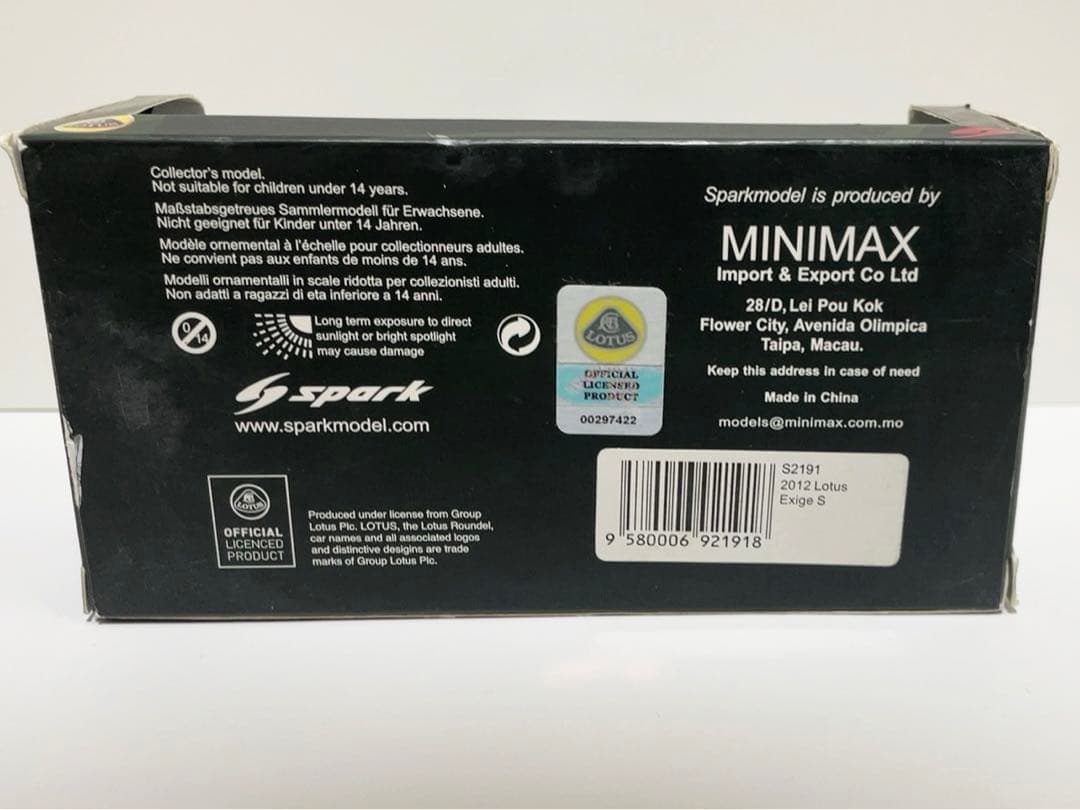 Collector's model.
Not suitable for children under 14 years.
Maßstabsgetreues Sammlermodell für Erwachsene.
Nicht geeignet für Kinder unter 14 Jahren.
Modèle ornemental à l'échelle pour collectionneurs adultes.
Ne convient pas aux enfants de moins de 14 ans.
Modelli ornamentalli in scale ridotta per collezionisti adulti.
Non adatti a ragazzi di eta inferiore a 14 anni.
0
14
Long term exposure to direct
sunlight or bright spotlight
may cause damage
spark
www.sparkmodel.com
LOTUS
OFFICIAL
LICENCED
PRODUCT
Produced under license from Group
Lotus Plc. LOTUS, the Lotus Roundel,
car names and all associated logos
and distinctive desigins are trade
marks of Group Lotus Plc.
LOTUS
OFFICIAL
LICENSED
PRODUCT
00297422
Sparkmodel is produced by
MINIMAX
Import & Export Co Ltd
28/D, Lei Pou Kok
Flower City, Avenida Olimpica
Taipa, Macau.
Keep this address in case of need
Made in China
models@minimax.com.mo
S2191
2012 Lotus
Exige S
9 580006 921918